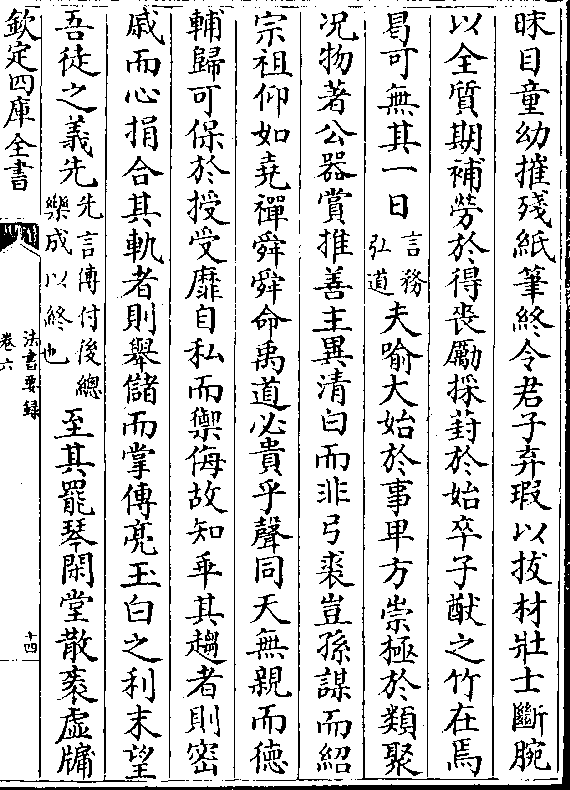 眛目童幼摧殘紙筆終令君子弃瑕以拔材壯士斷腕
以全質期補勞於得喪勵採葑於始卒子猷之竹在焉
曷可無其一日言務弘道夫喻大始於事甲方崇極於類聚
况物著公器賞推善主異清白而非弓裘豈孫謀而紹
宗祖仰如堯禪舜舜命禹道必貴乎聲同天無親而德
輔歸可保於授受靡自私而禦侮故知乖其趨者則密
戚而心捐合其軌者則舉讎而掌傳亮玉白之利末望
吾徒之義先先言傳付後總樂成以終也至其罷琴閑堂散袠虛牖
欽定四庫全書
法書要録
卷六
十四